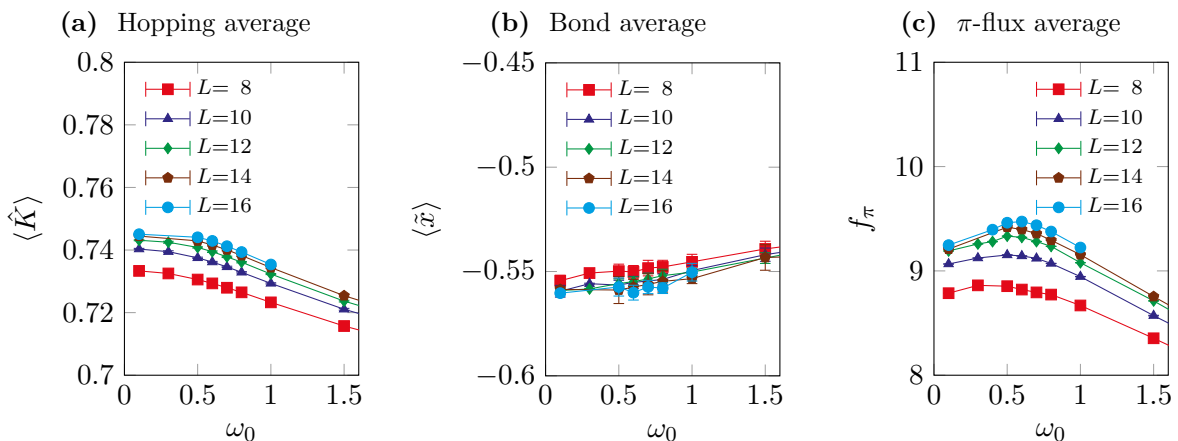 (a) Hopping average
0.8
0.78
0.76
0.74
0.72
0.7
⟨K̂⟩
L= 8
L=10
L=12
L=14
L=16
0 0.5 1 1.5
ω₀
(b) Bond average
−0.45
−0.5
−0.55
−0.6
⟨x̃⟩
L= 8
L=10
L=12
L=14
L=16
0 0.5 1 1.5
ω₀
(c) π-flux average
11
10
9
8
f_π
L= 8
L=10
L=12
L=14
L=16
0 0.5 1 1.5
ω₀